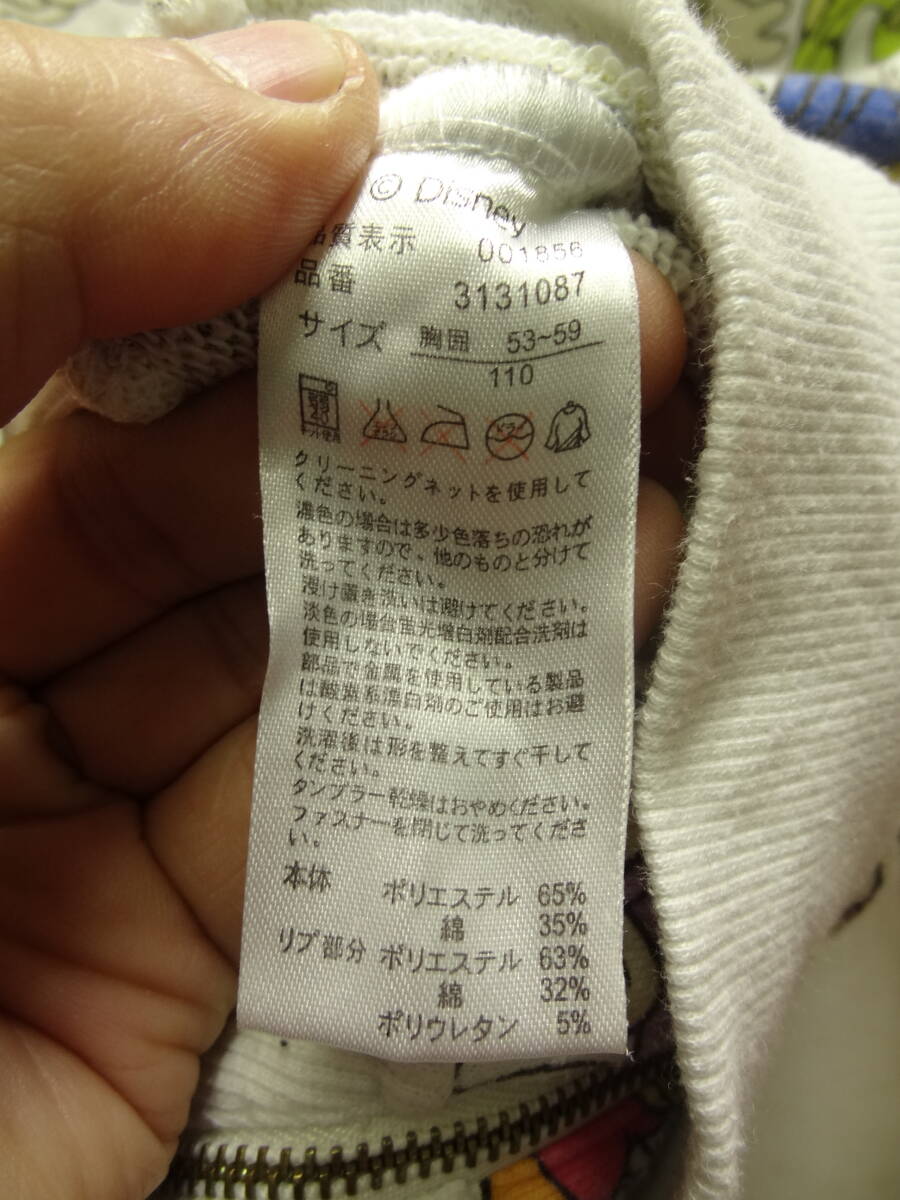 © Disney
品質表示 001856
品番 3131087
サイズ 胸囲 53~59
110
クリーニングネットを使用して
ください。
濃色の場合は多少色落ちの恐れが
ありますので、他のものと分けて
洗ってください。
浸け置き洗いは避けてください。
淡色の場合蛍光増白剤配合洗剤は
使用しないでください。
部品で金属を使用している製品
は酸素系漂白剤のご使用はお避
けください。
洗濯後は形を整えてすぐ干して
ください。
タンブラー乾燥はおやめください。
ファスナーを閉じて洗ってくださ
い。
本体 ポリエステル 65%
綿 35%
リブ部分 ポリエステル 63%
綿 32%
ポリウレタン 5%